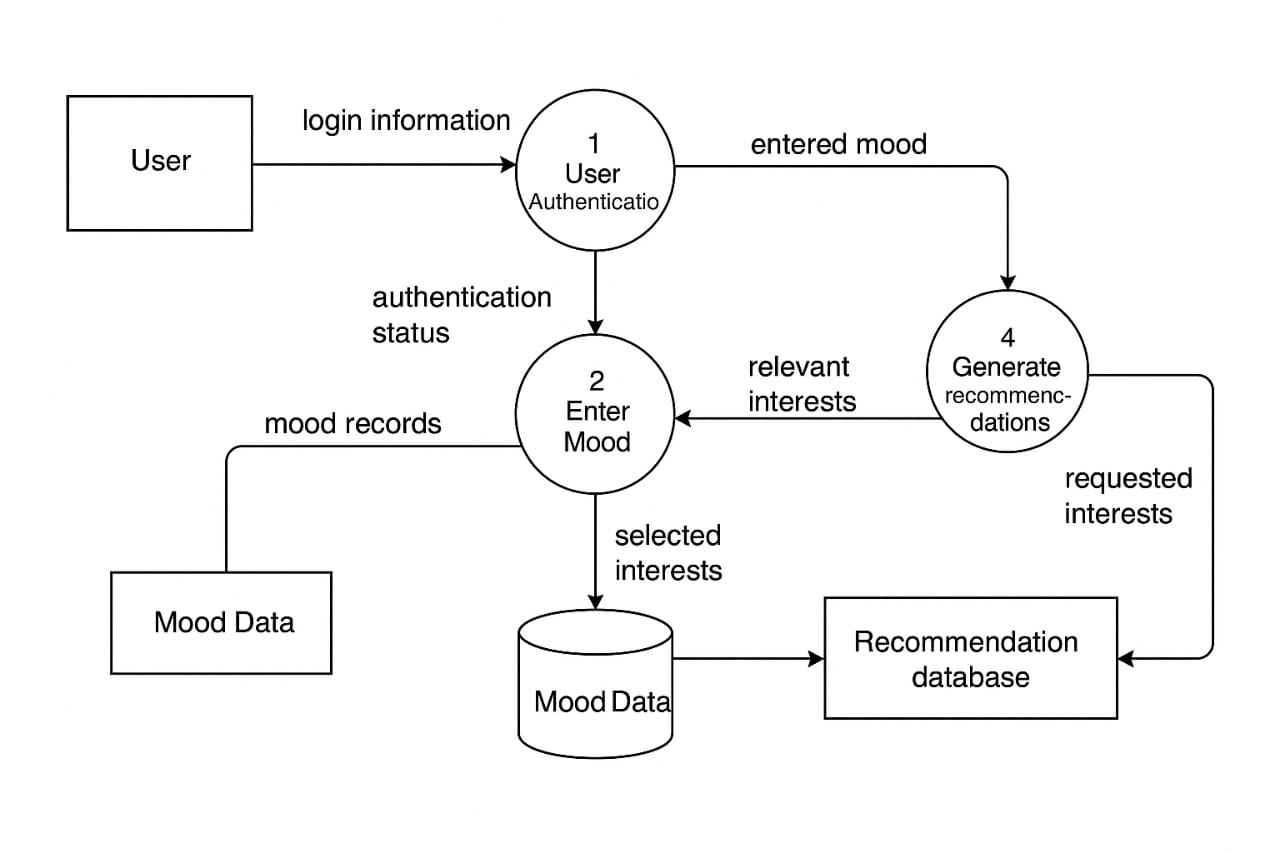 User
login information
1
User
Authenticatio
entered mood
authentication
status
4
Generate
recommenc-
dations
relevant
interests
2
Enter
Mood
mood records
requested
interests
selected
interests
Mood Data
Mood Data
Recommendation
database